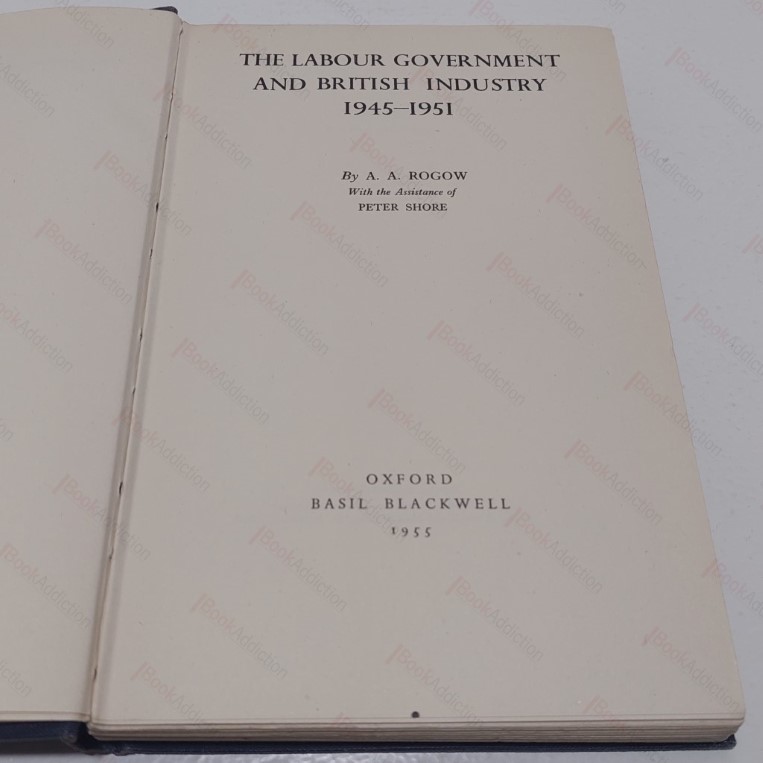 THE LABOUR GOVERNMENT
AND BRITISH INDUSTRY
1945–1951
By A. A. ROGOW
With the Assistance of
PETER SHORE
OXFORD
BASIL BLACKWELL
1955
BookAddiction